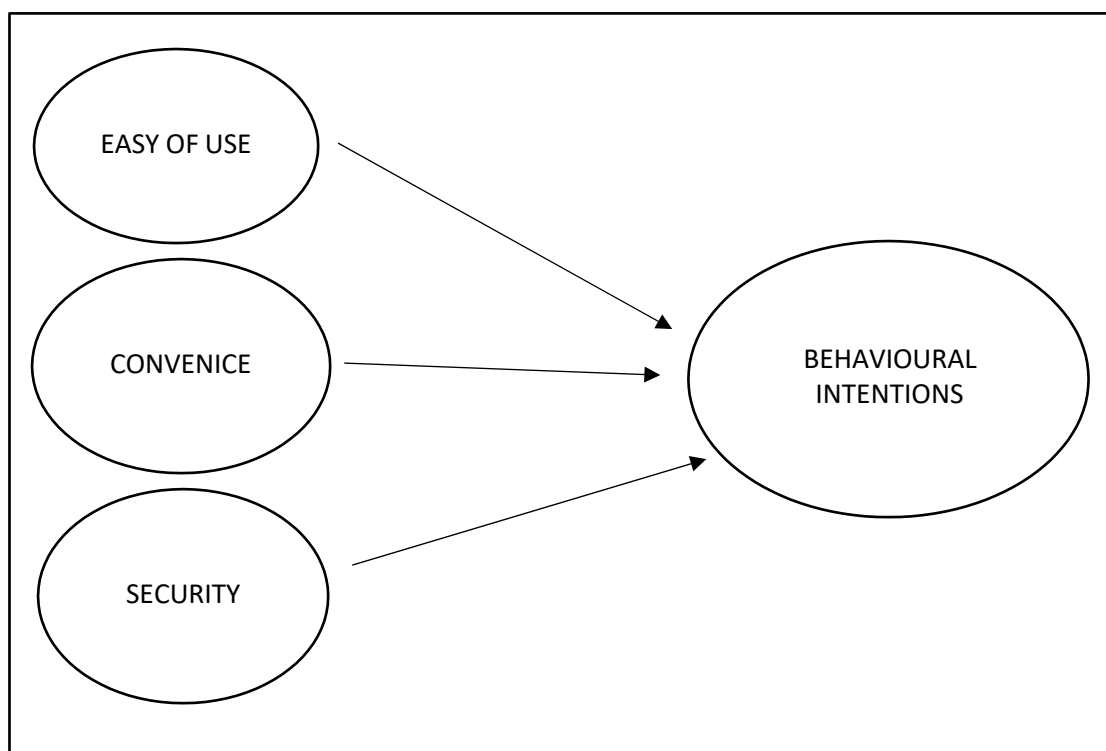 EASY OF USE
CONVENICE
SECURITY
BEHAVIOURAL
INTENTIONS